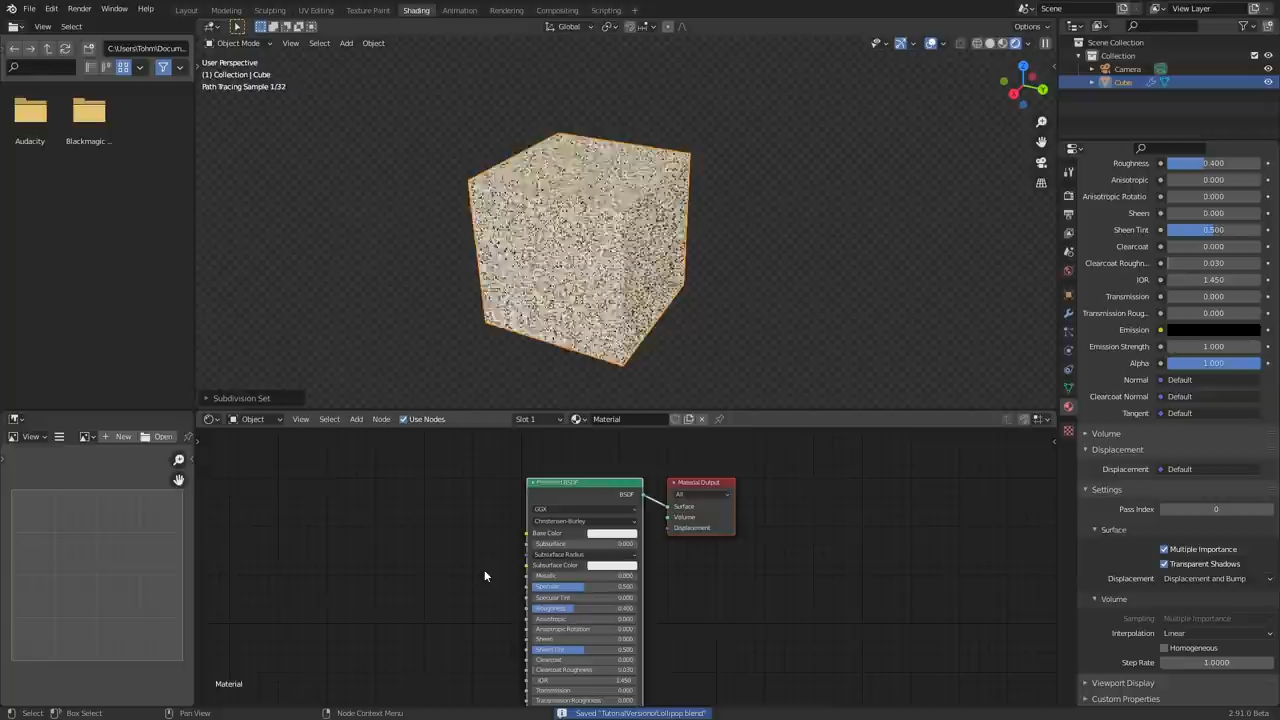 File Edit Render Window Help
Layout Modeling Sculpting UV Editing Texture Paint Shading Animation Rendering Compositing Scripting
Scene
View Layer
View Select
Global
Options
C:\Users\Tohm\Docum...
Object Mode View Select Add Object
Scene Collection
Collection
Camera
Cube
User Perspective
(1) Collection | Cube
Path Tracing Sample 1/32
X
Y
Z
Audacity
Blackmagic ...
Roughness 0.400
Anisotropic 0.000
Anisotropic Rotatio 0.000
Sheen 0.000
Sheen Tint 0.500
Clearcoat 0.000
Clearcoat Roughn... 0.030
IOR 1.450
Transmission 0.000
Transmission Roug... 0.000
Emission
Emission Strength 1.000
Alpha 1.000
Normal Default
Clearcoat Normal Default
Tangent Default
Volume
Displacement
Displacement Default
Settings
Pass Index 0
Surface
Multiple Importance
Transparent Shadows
Displacement Displacement and Bump
Volume
Sampling Multiple Importance
Interpolation Linear
Homogeneous
Step Rate 1.0000
Viewport Display
Custom Properties
Subdivision Set
View
New
Open
Object View Select Add Node Use Nodes
Slot 1
Material
Principled BSDF
BSDF
GGX
Christensen-Burley
Base Color
Subsurface 0.000
Subsurface Radius
Subsurface Color
Metallic 0.000
Specular 0.500
Specular Tint 0.000
Roughness 0.400
Anisotropic 0.000
Anisotropic Rotation 0.000
Sheen 0.000
Sheen Tint 0.500
Clearcoat 0.000
Clearcoat Roughness 0.030
IOR 1.450
Transmission 0.000
Transmission Roughness 0.000
Material Output
All
Surface
Volume
Displacement
Material
Select
Box Select
Pan View
Node Context Menu
Saved "TutorialVersionofLollipop.blend"
2.91.0 Beta